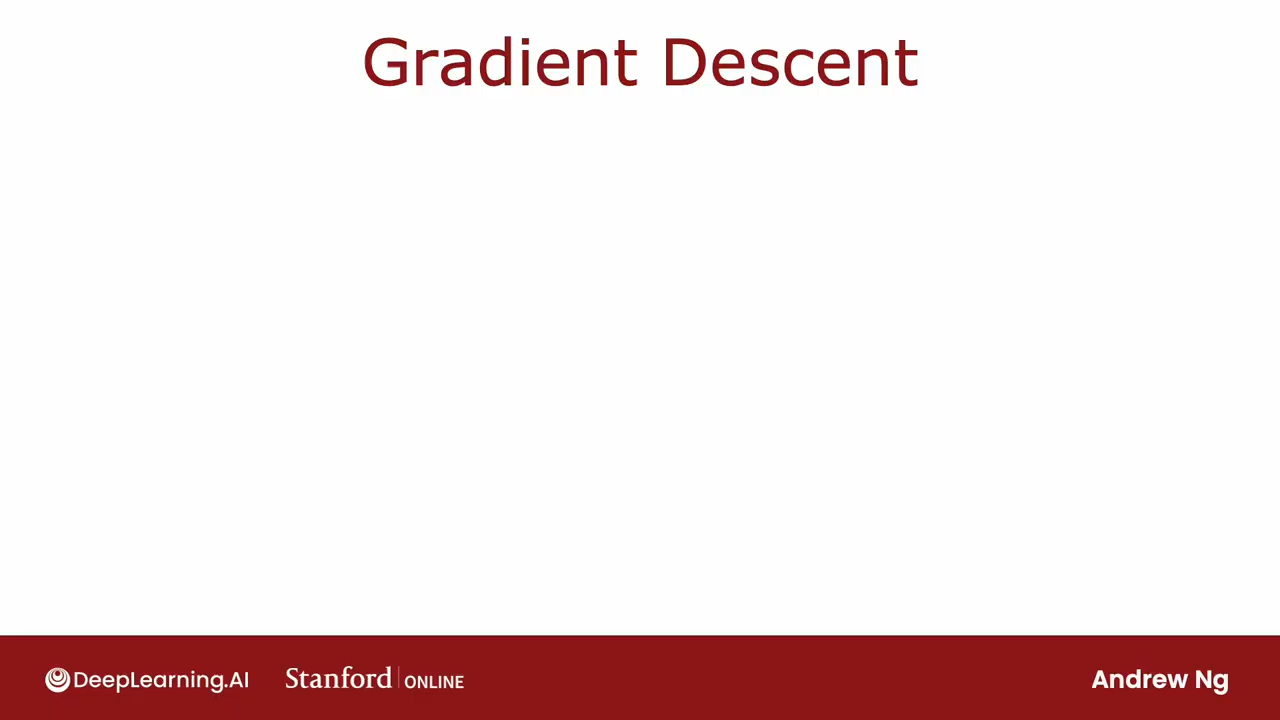 Gradient Descent
DeepLearning.AI
Stanford ONLINE
Andrew Ng